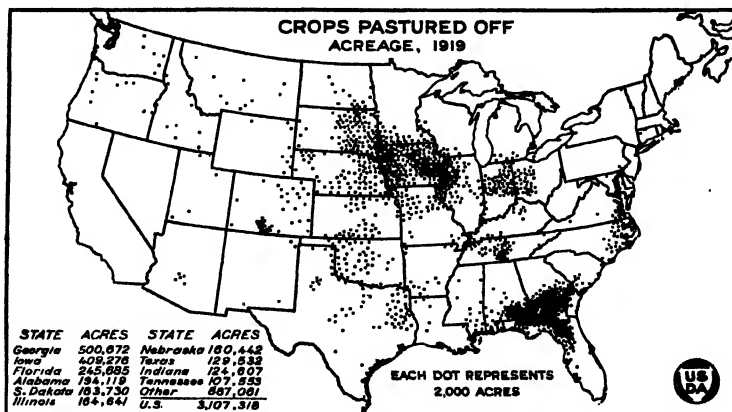 CROPS PASTURED OFF
ACREAGE, 1919
STATE ACRES STATE ACRES
Georgia 500,672 Nebraska 160,442
Iowa 409,276 Texas 129,532
Florida 245,685 Indiana 124,607
Alabama 194,119 Tennessee 107,553
S. Dakota 183,730 Other 887,061
Illinois 164,641 U.S. 3,107,318
EACH DOT REPRESENTS
2,000 ACRES
US
DA